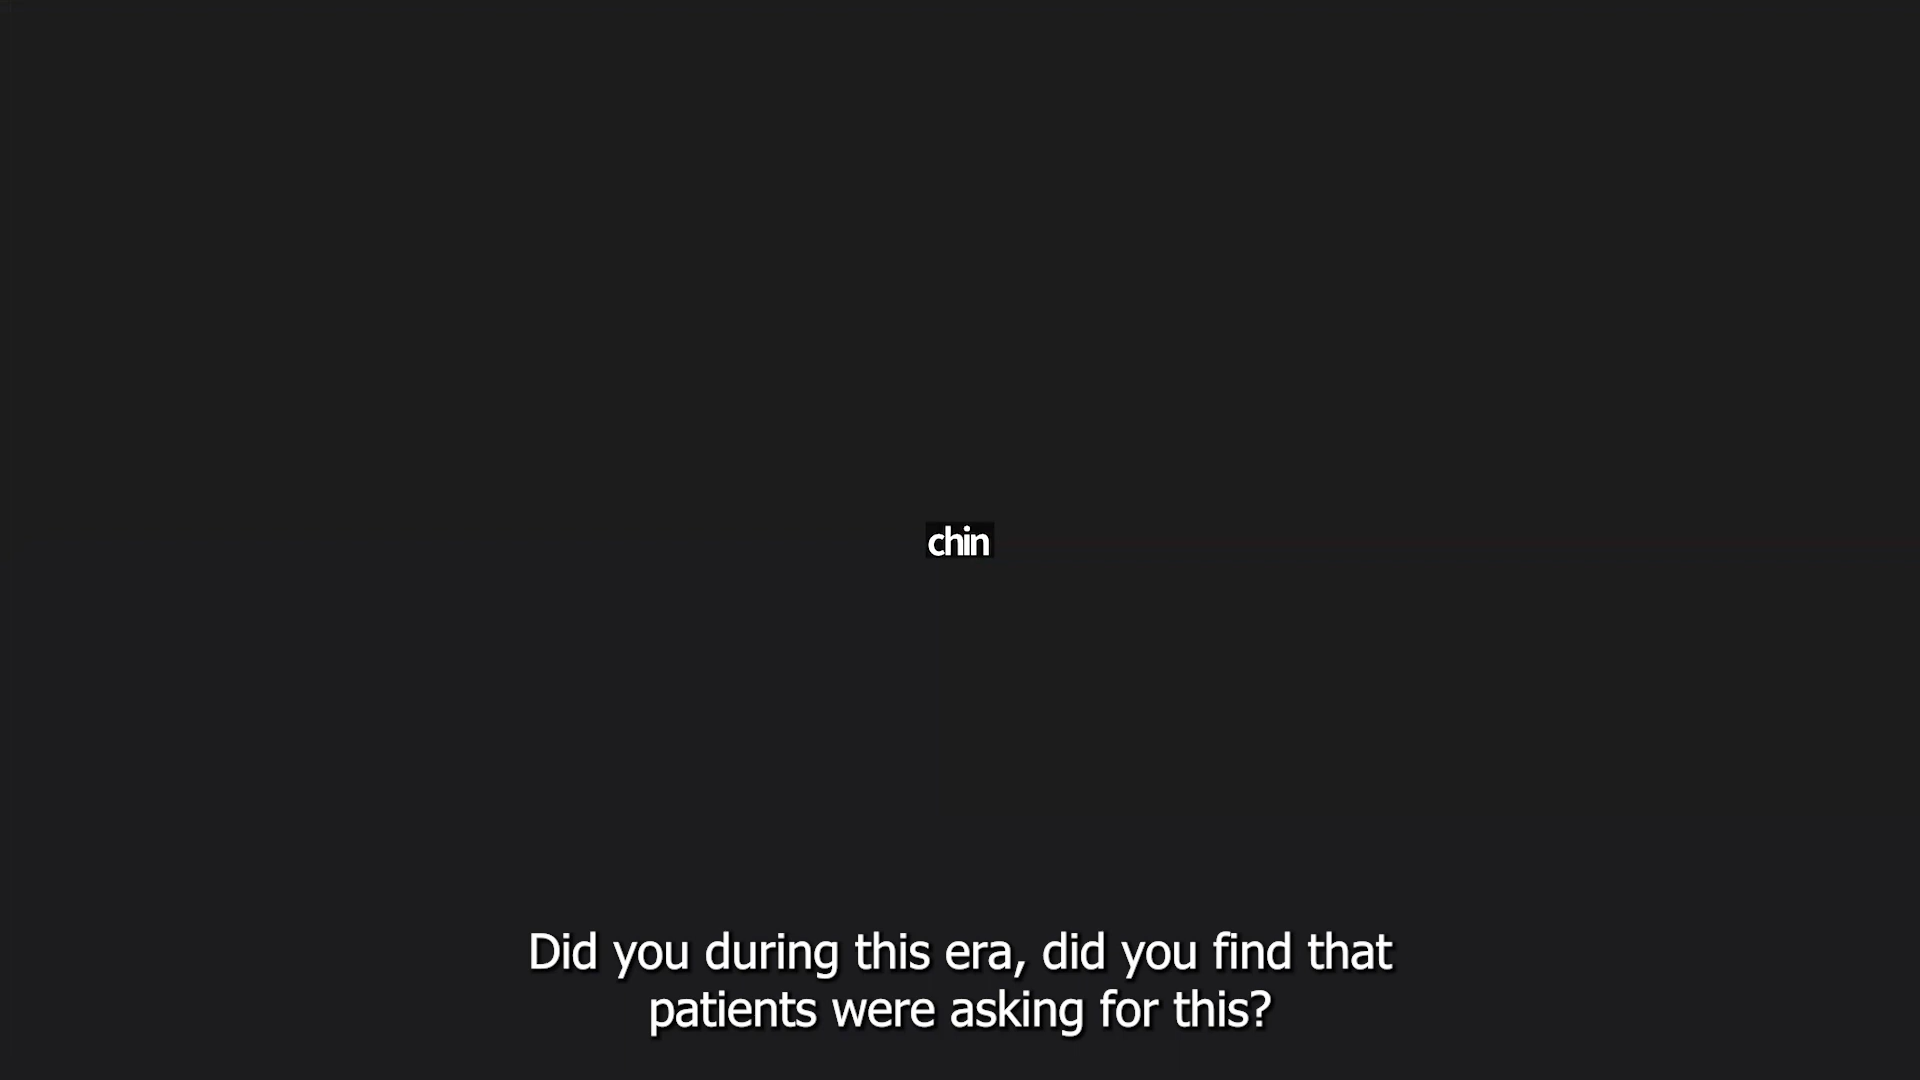 chin
Did you during this era, did you find that
patients were asking for this?